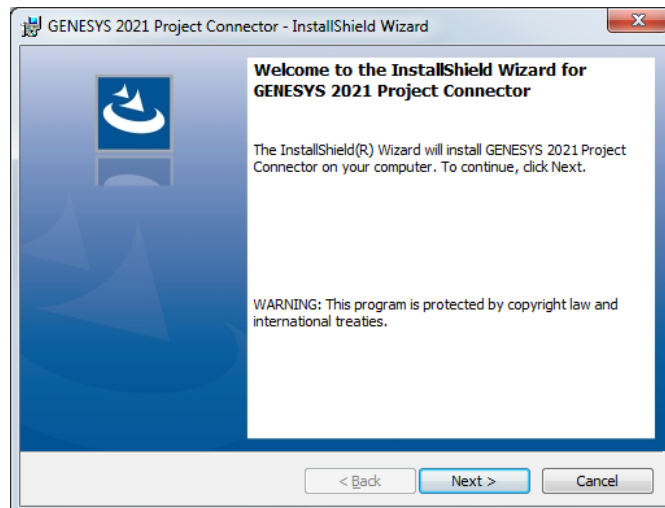 GENESYS 2021 Project Connector - InstallShield Wizard
Welcome to the InstallShield Wizard for
GENESYS 2021 Project Connector
The InstallShield(R) Wizard will install GENESYS 2021 Project
Connector on your computer. To continue, click Next.
WARNING: This program is protected by copyright law and
international treaties.
< Back
Next >
Cancel